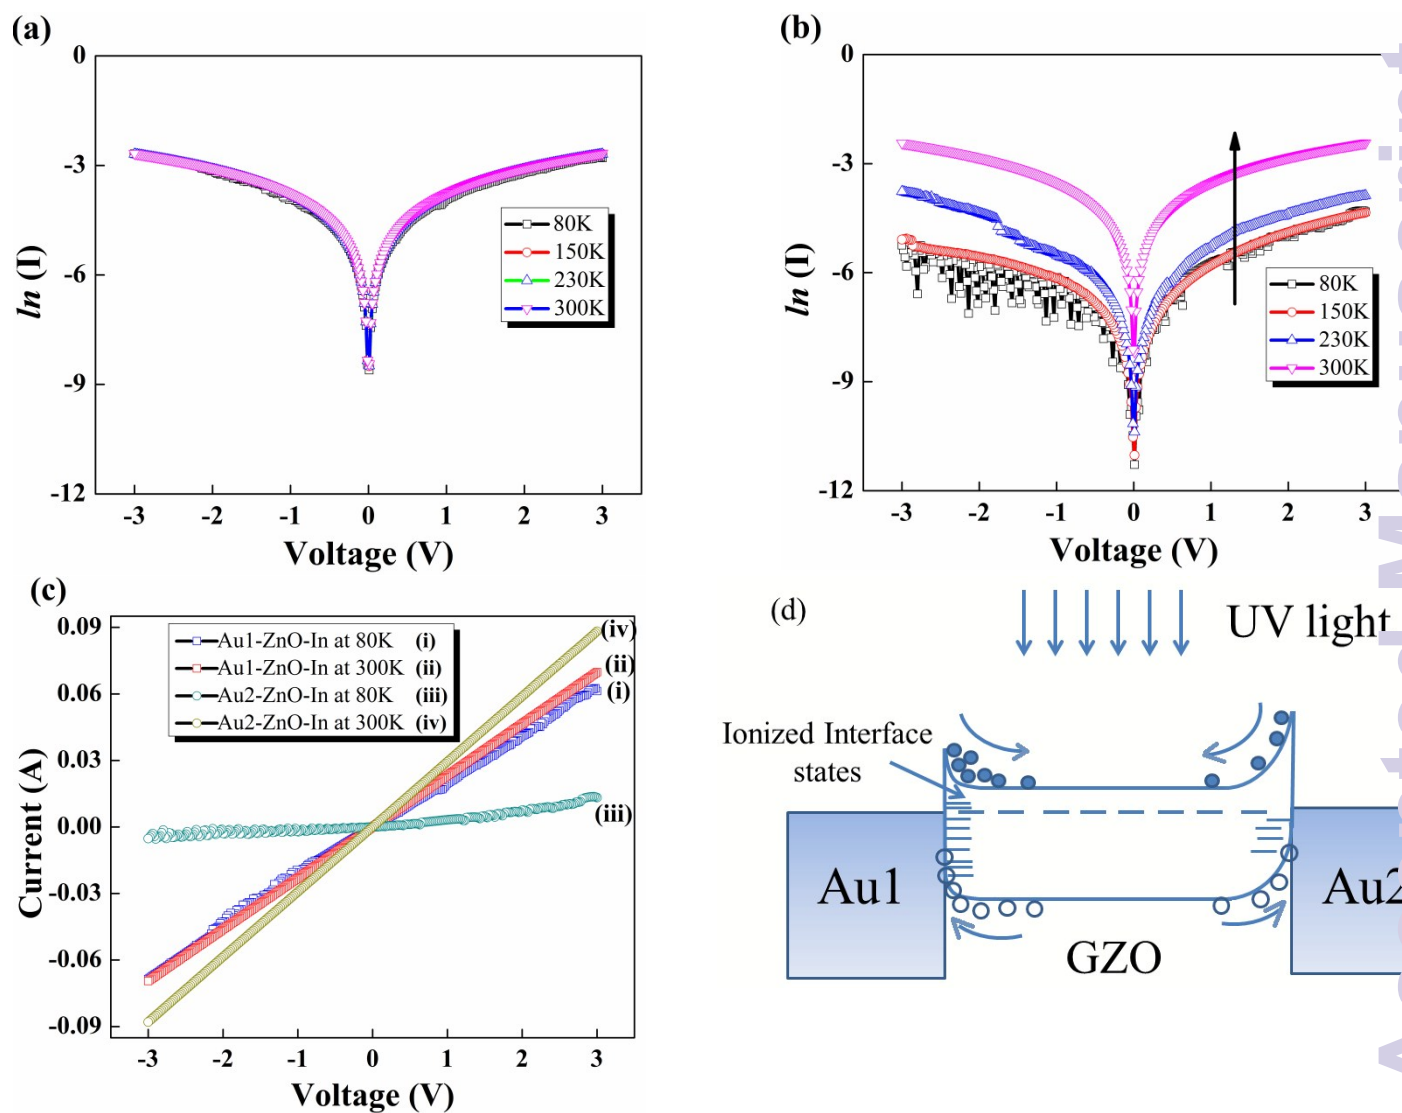 (a)
0
-3
-6
-9
-12
ln (I)
80K
150K
230K
300K
-3 -2 -1 0 1 2 3
Voltage (V)
(b)
0
-3
-6
-9
-12
ln (I)
80K
150K
230K
300K
-3 -2 -1 0 1 2 3
Voltage (V)
(c)
0.09
0.06
0.03
0.00
-0.03
-0.06
-0.09
Current (A)
Au1-ZnO-In at 80K (i)
Au1-ZnO-In at 300K (ii)
Au2-ZnO-In at 80K (iii)
Au2-ZnO-In at 300K (iv)
(iv)
(ii)
(i)
(iii)
-3 -2 -1 0 1 2 3
Voltage (V)
(d)
UV light
Ionized Interface
states
Au1
Au2
GZO